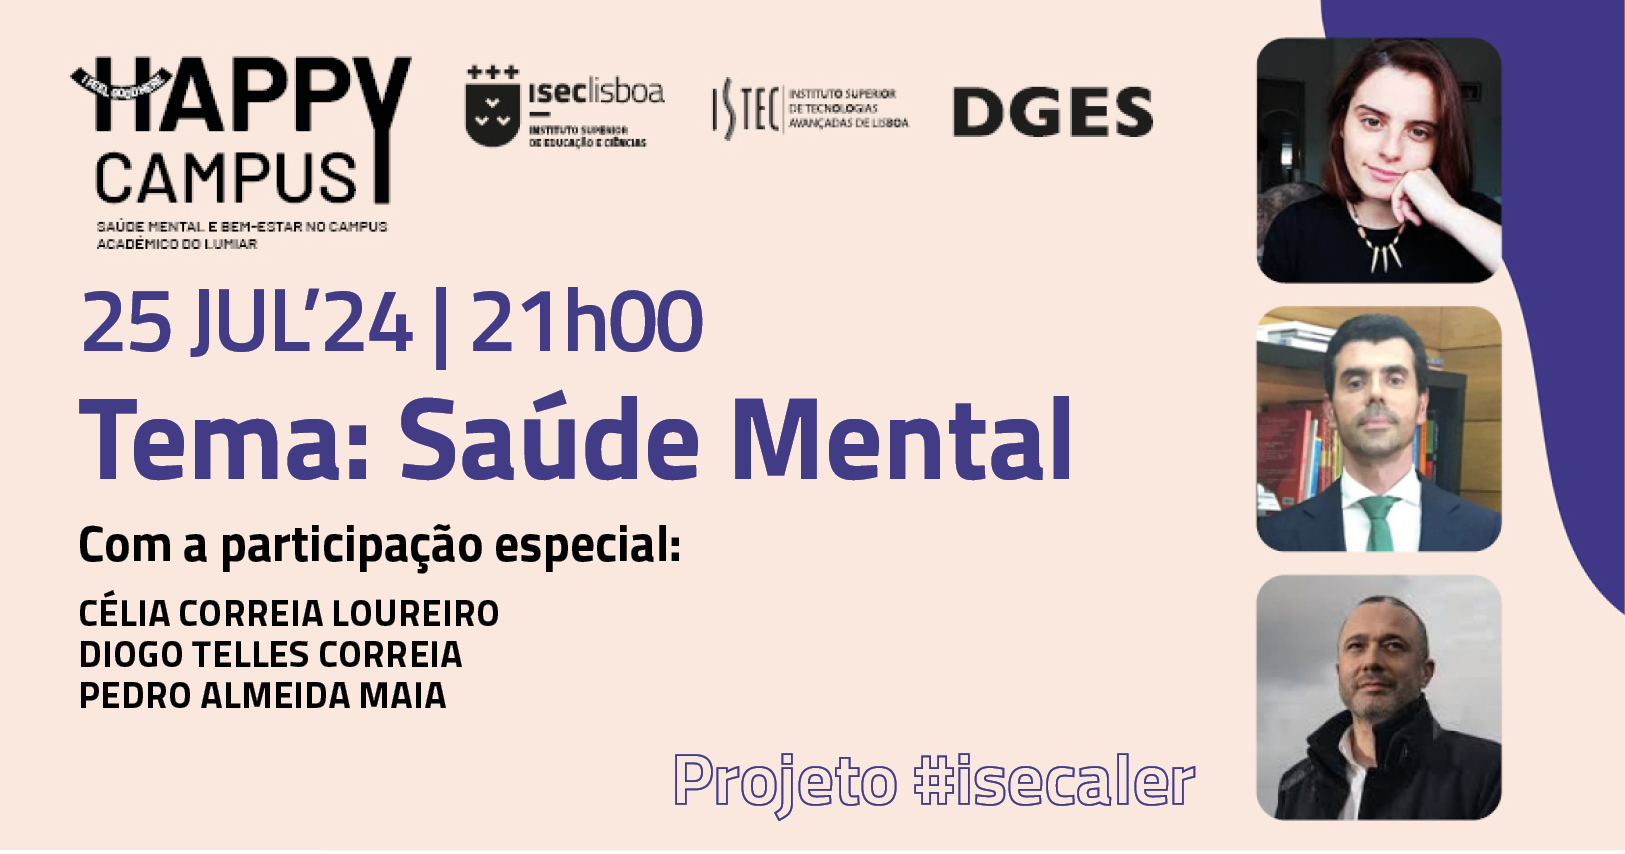 I FEEL GOOD HERE
HAPPY
CAMPUS
SAÚDE MENTAL E BEM-ESTAR NO CAMPUS
ACADÉMICO DO LUMIAR
iseclisboa
INSTITUTO SUPERIOR
DE EDUCAÇÃO E CIÊNCIAS
ISTEC
INSTITUTO SUPERIOR
DE TECNOLOGIAS
AVANÇADAS DE LISBOA
DGES
25 JUL’24 | 21h00
Tema: Saúde Mental
Com a participação especial:
CÉLIA CORREIA LOUREIRO
DIOGO TELLES CORREIA
PEDRO ALMEIDA MAIA
Projeto #isecaler